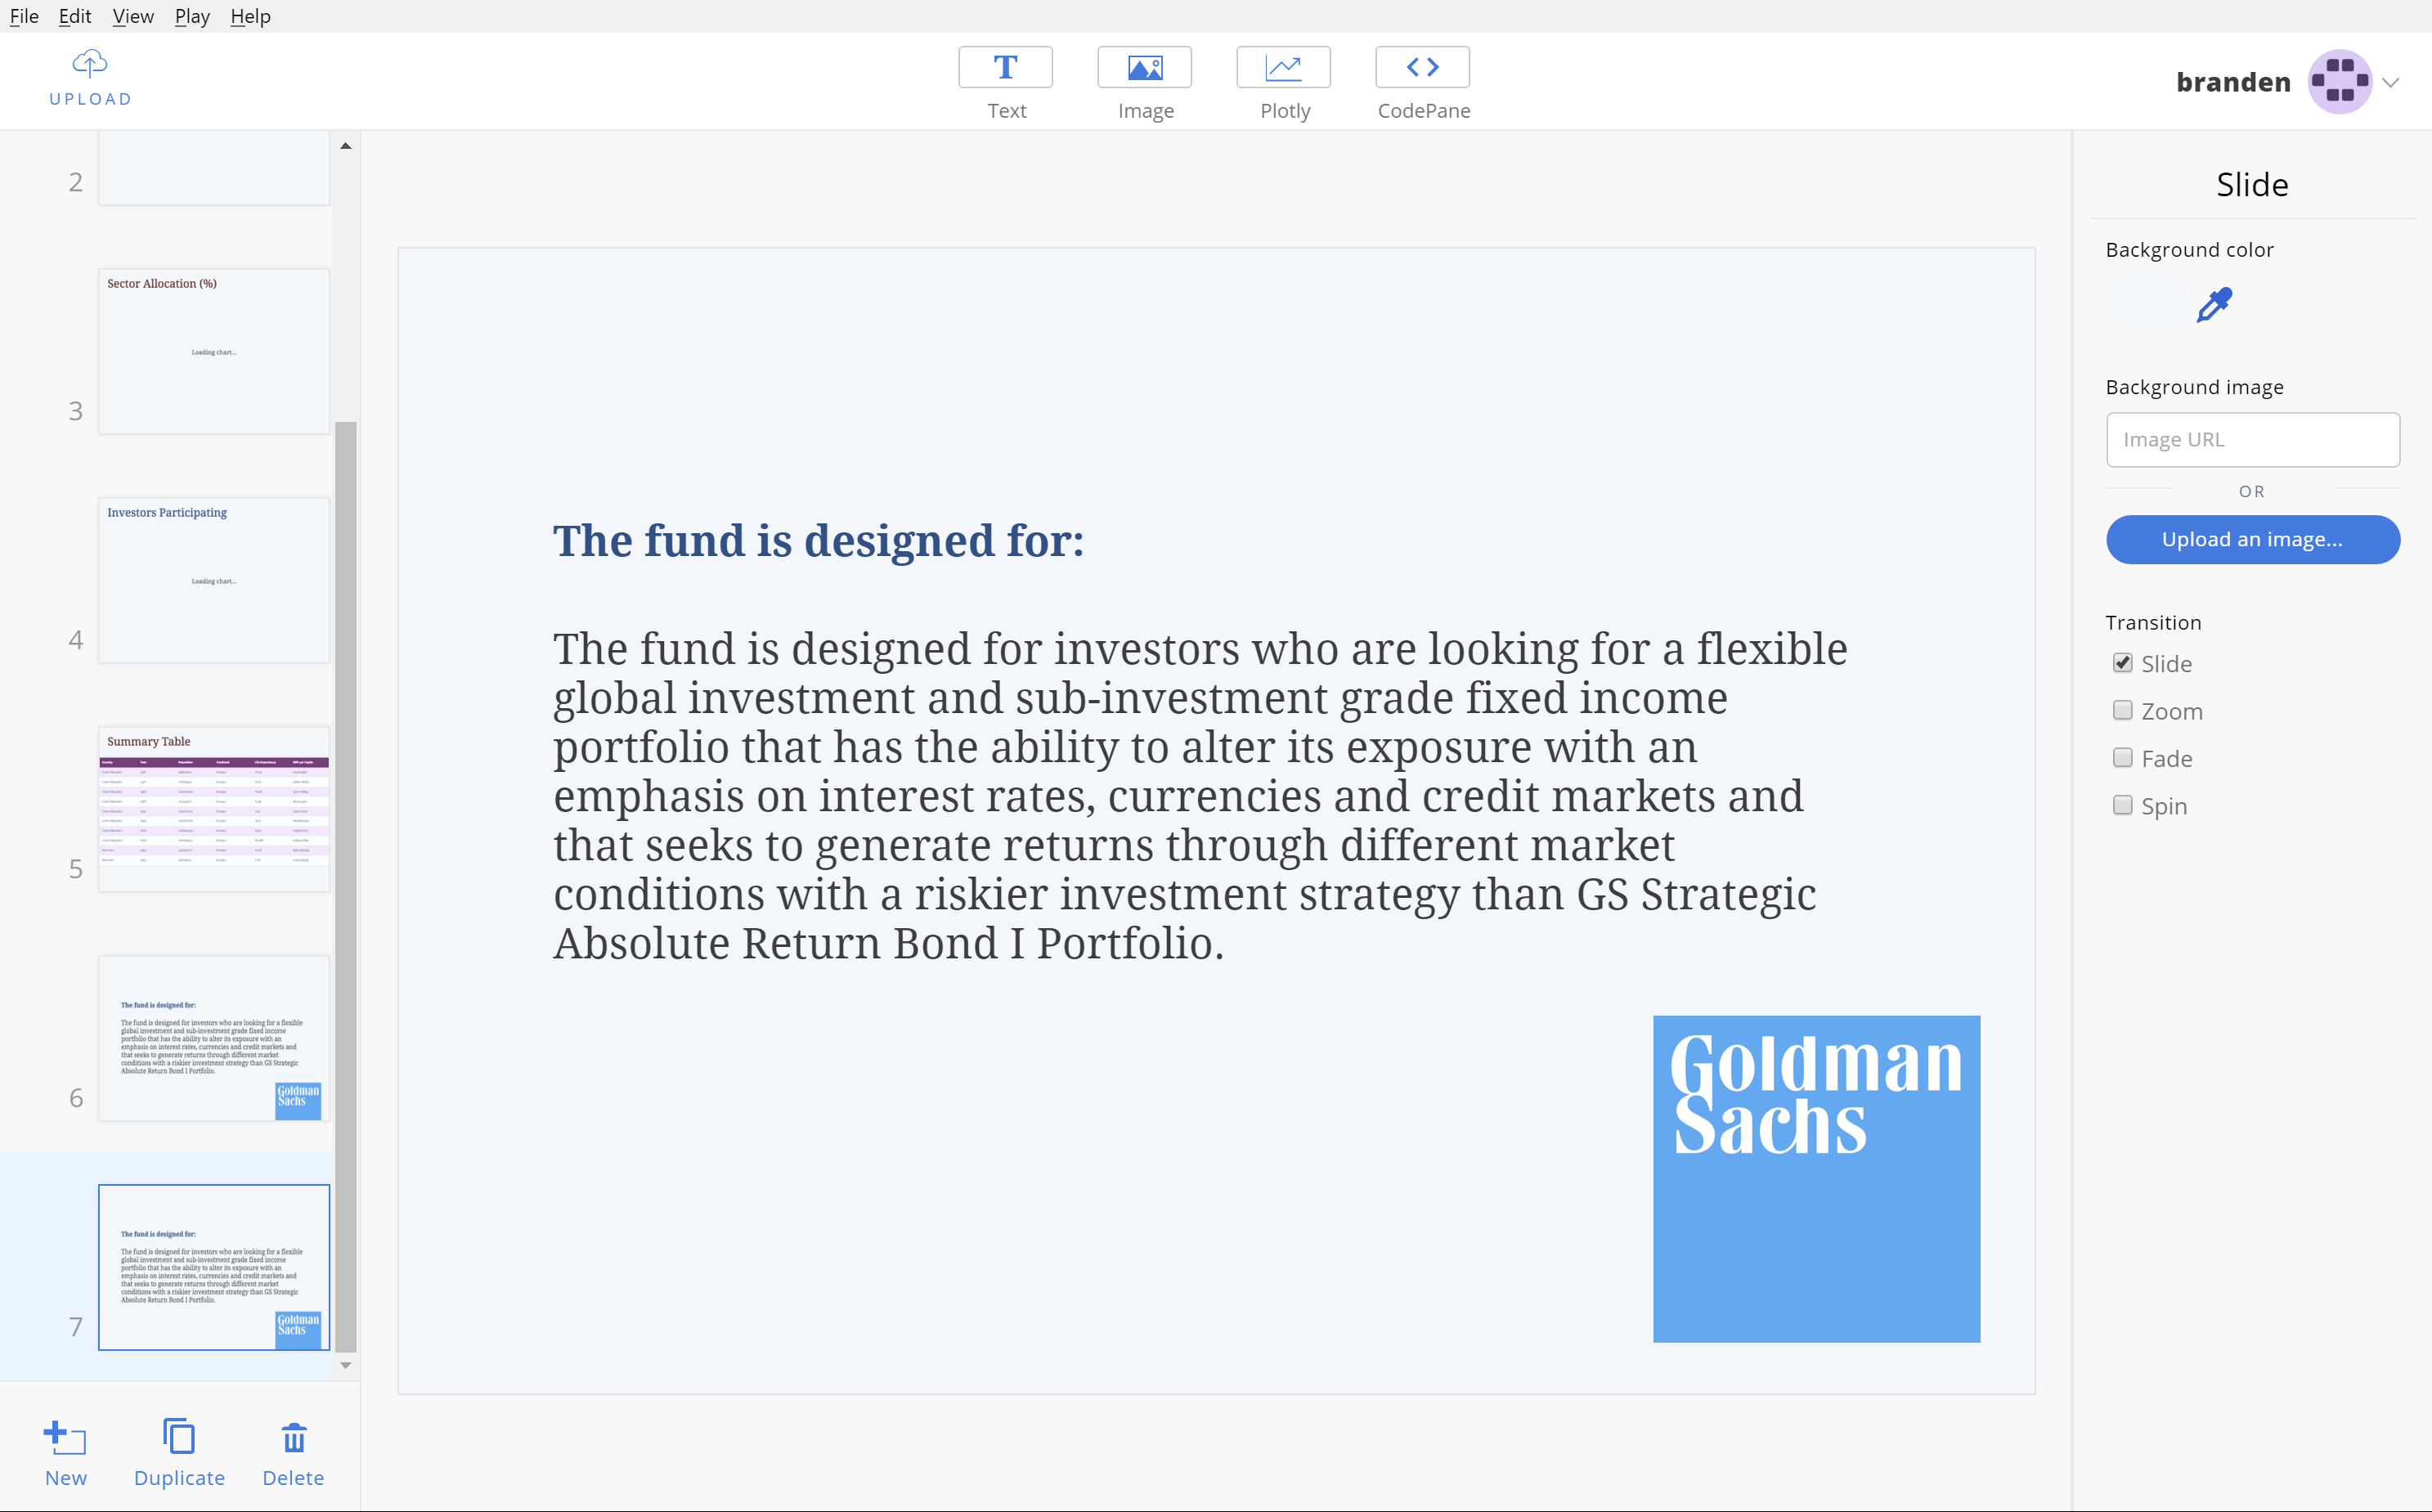 File Edit View Play Help
UPLOAD
T
Text
Image
Plotly
CodePane
branden
2
Sector Allocation (%)
Loading chart...
3
Investors Participating
Loading chart...
4
Summary Table
Country Year Population Continent Life Expectancy GDP per Capita
5
The fund is designed for:
The fund is designed for investors who are looking for a flexible
global investment and sub-investment grade fixed income
portfolio that has the ability to alter its exposure with an
emphasis on interest rates, currencies and credit markets and
that seeks to generate returns through different market
conditions with a riskier investment strategy than GS Strategic
Absolute Return Bond I Portfolio.
Goldman
Sachs
6
The fund is designed for:
The fund is designed for investors who are looking for a flexible
global investment and sub-investment grade fixed income
portfolio that has the ability to alter its exposure with an
emphasis on interest rates, currencies and credit markets and
that seeks to generate returns through different market
conditions with a riskier investment strategy than GS Strategic
Absolute Return Bond I Portfolio.
Goldman
Sachs
7
New
Duplicate
Delete
The fund is designed for:
The fund is designed for investors who are looking for a flexible
global investment and sub-investment grade fixed income
portfolio that has the ability to alter its exposure with an
emphasis on interest rates, currencies and credit markets and
that seeks to generate returns through different market
conditions with a riskier investment strategy than GS Strategic
Absolute Return Bond I Portfolio.
Goldman
Sachs
Slide
Background color
Background image
Image URL
OR
Upload an image...
Transition
Slide
Zoom
Fade
Spin